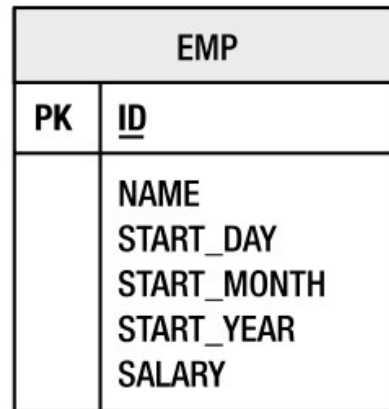 EMP
PK ID
NAME
START_DAY
START_MONTH
START_YEAR
SALARY